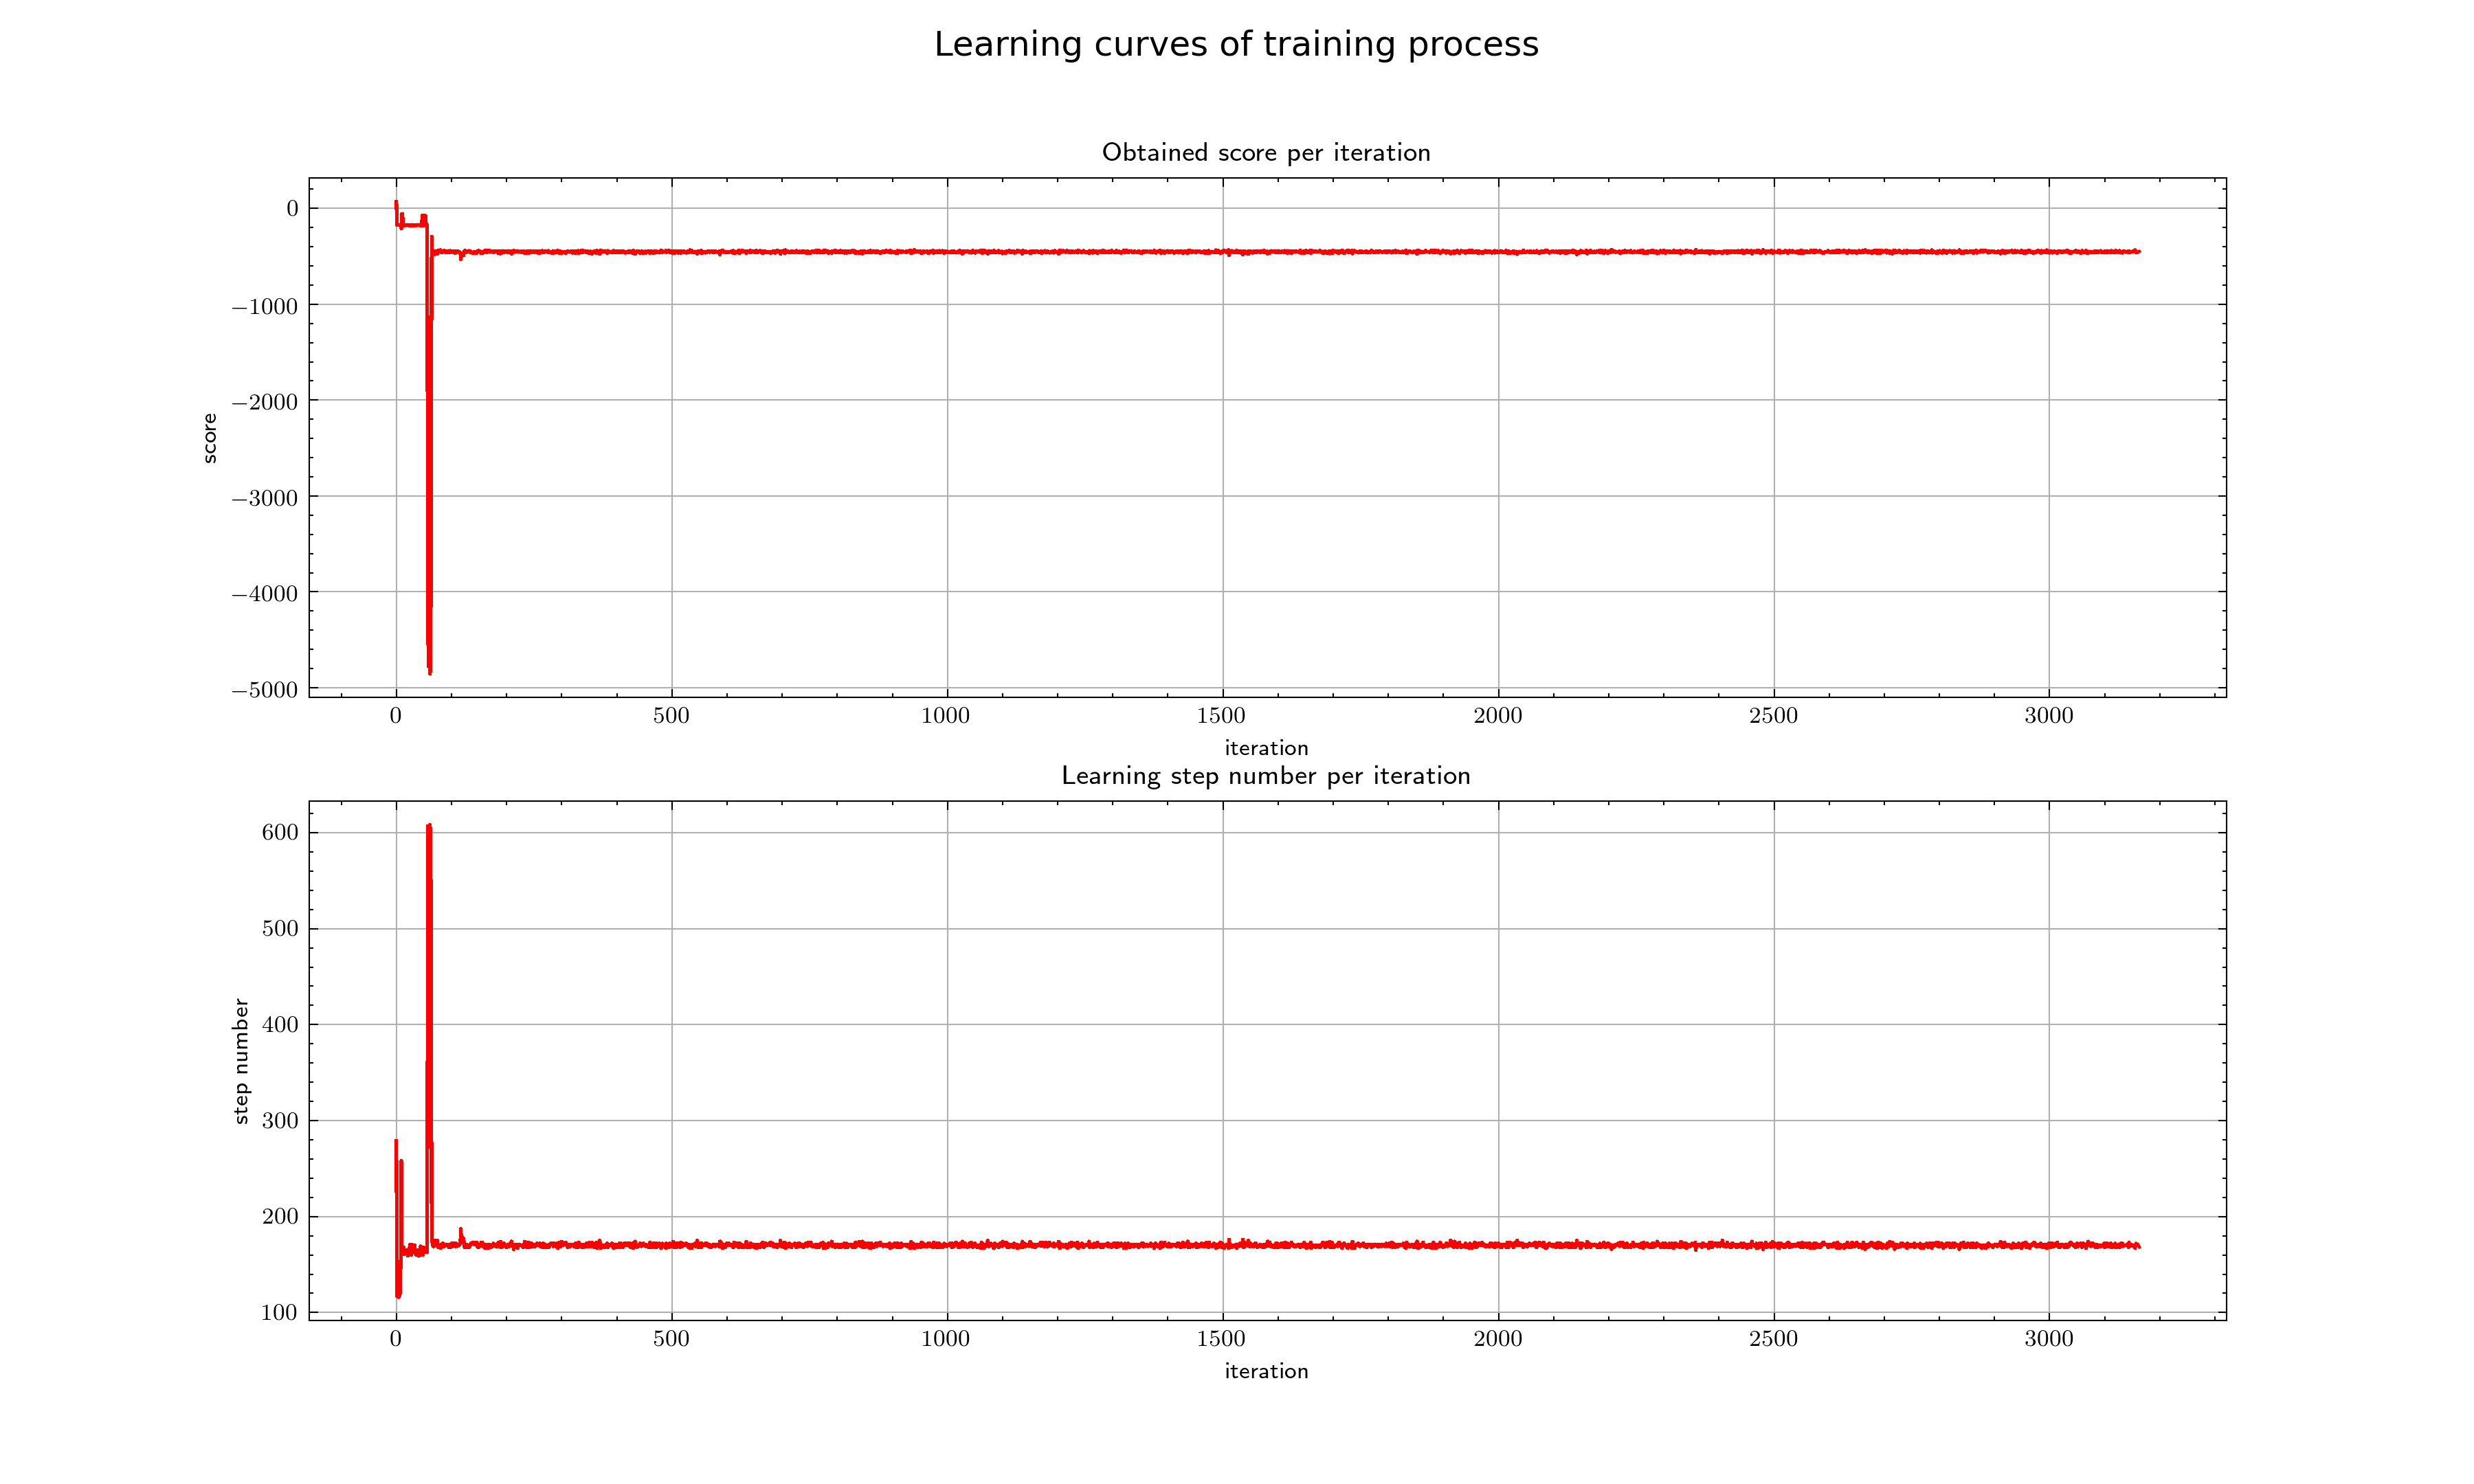 Learning curves of training process
Obtained score per iteration
0
−1000
−2000
−3000
−4000
−5000
score
0 500 1000 1500 2000 2500 3000
iteration
Learning step number per iteration
600
500
400
300
200
100
step number
0 500 1000 1500 2000 2500 3000
iteration